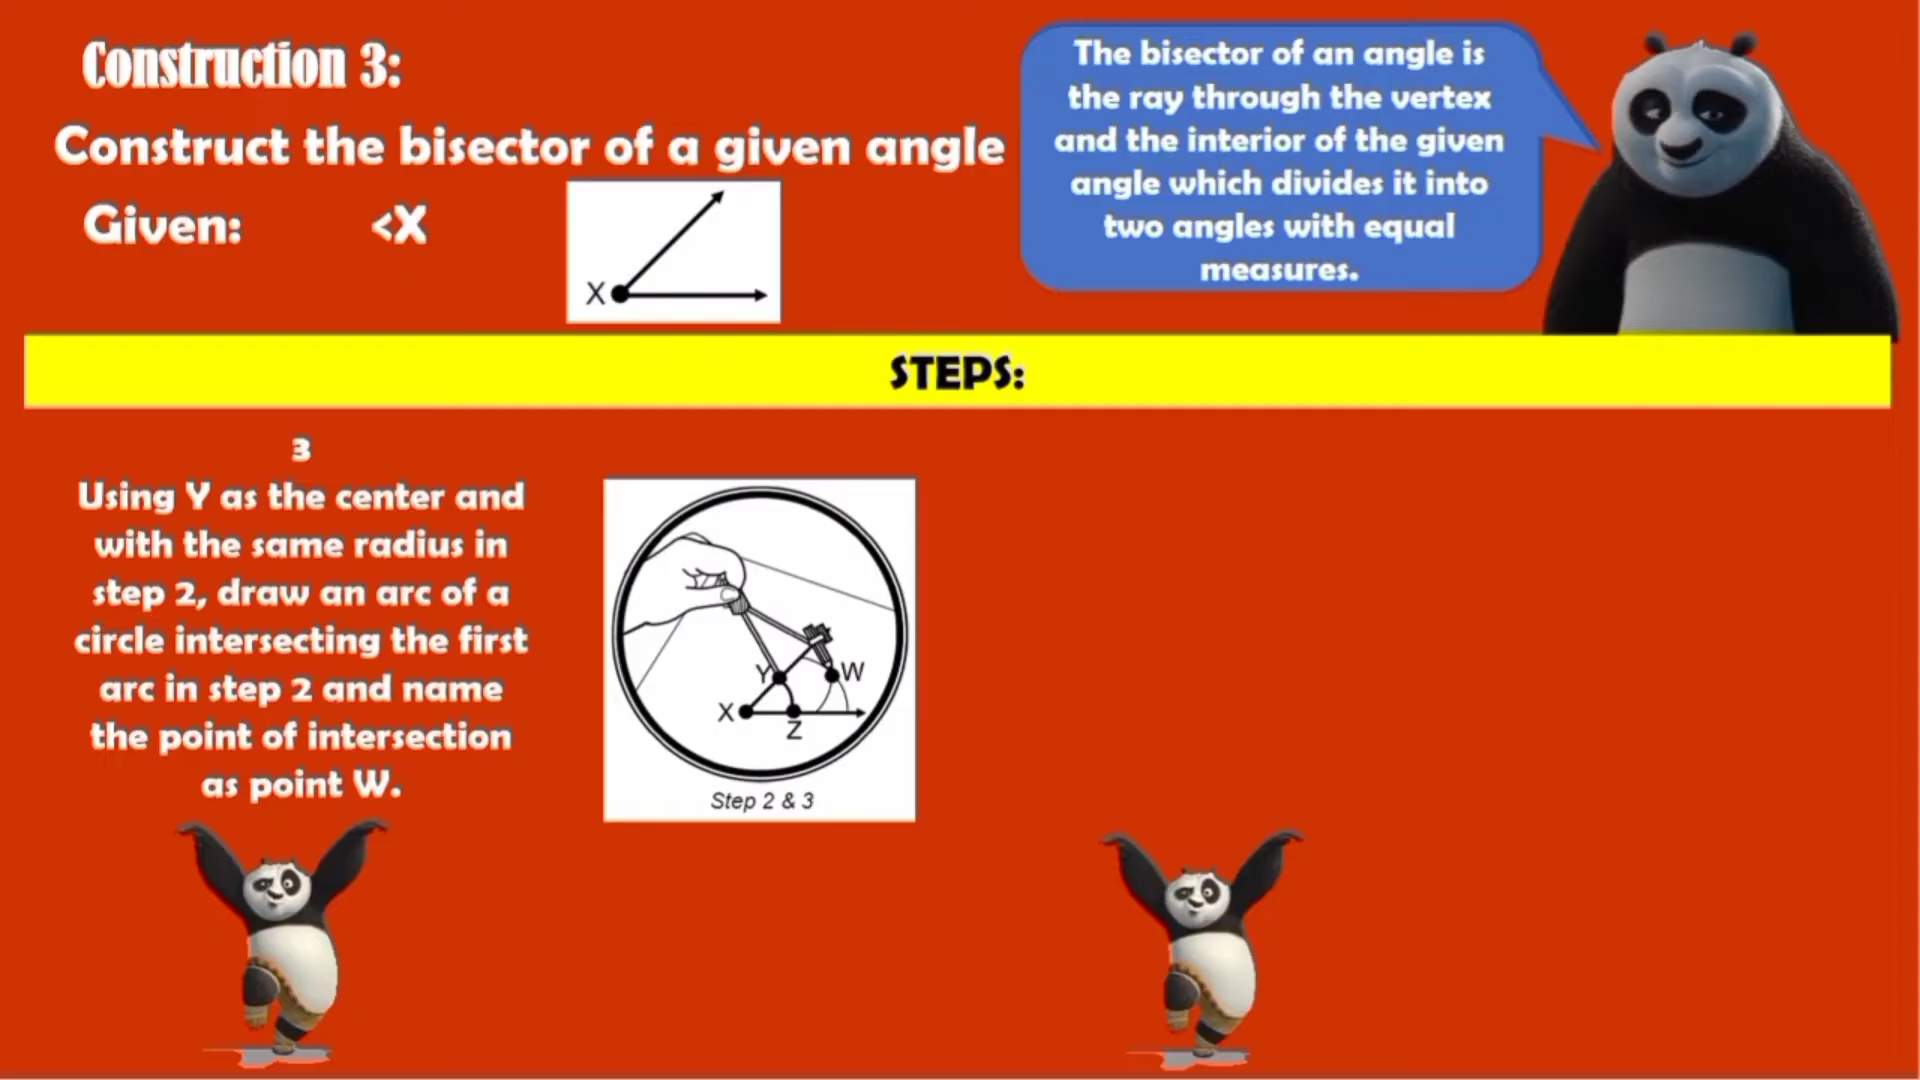 Construction 3:
Construct the bisector of a given angle
Given: <X
X
The bisector of an angle is
the ray through the vertex
and the interior of the given
angle which divides it into
two angles with equal
measures.
STEPS:
3
Using Y as the center and
with the same radius in
step 2, draw an arc of a
circle intersecting the first
arc in step 2 and name
the point of intersection
as point W.
Y
W
X
Z
Step 2 & 3